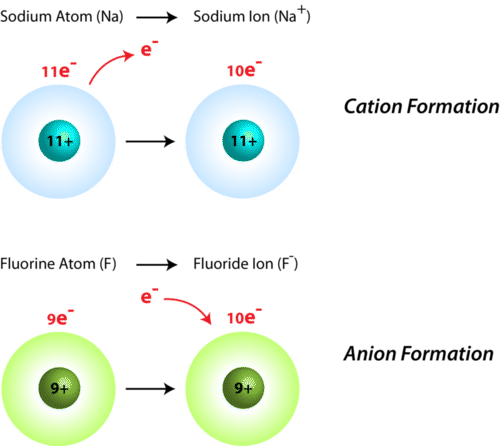 Sodium Atom (Na) → Sodium Ion (Na⁺)
e⁻
11e⁻ 10e⁻
11+ 11+
Cation Formation
Fluorine Atom (F) → Fluoride Ion (F⁻)
e⁻
9e⁻ 10e⁻
9+ 9+
Anion Formation